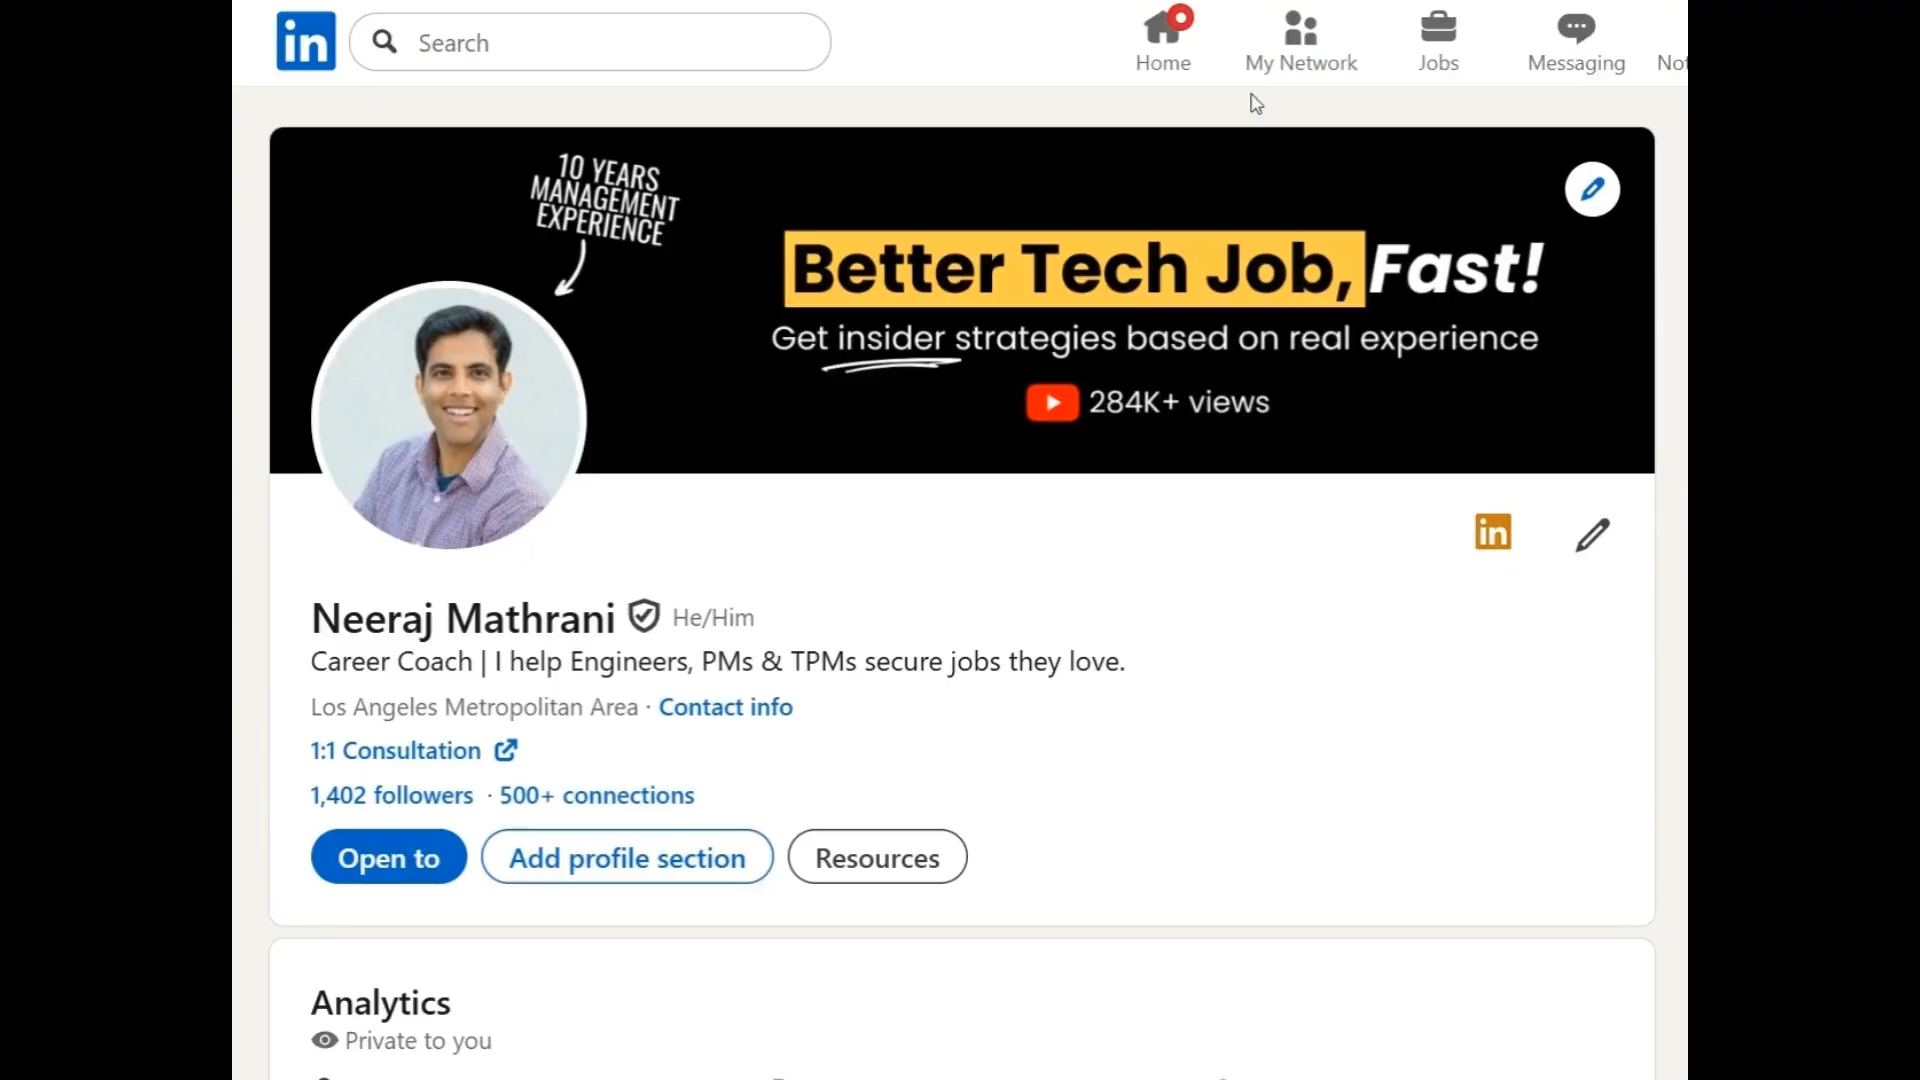 in Search
Home
My Network
Jobs
Messaging
Not
10 YEARS
MANAGEMENT
EXPERIENCE
Better Tech Job, Fast!
Get insider strategies based on real experience
284K+ views
in
Neeraj Mathrani He/Him
Career Coach | I help Engineers, PMs & TPMs secure jobs they love.
Los Angeles Metropolitan Area · Contact info
1:1 Consultation
1,402 followers · 500+ connections
Open to
Add profile section
Resources
Analytics
Private to you